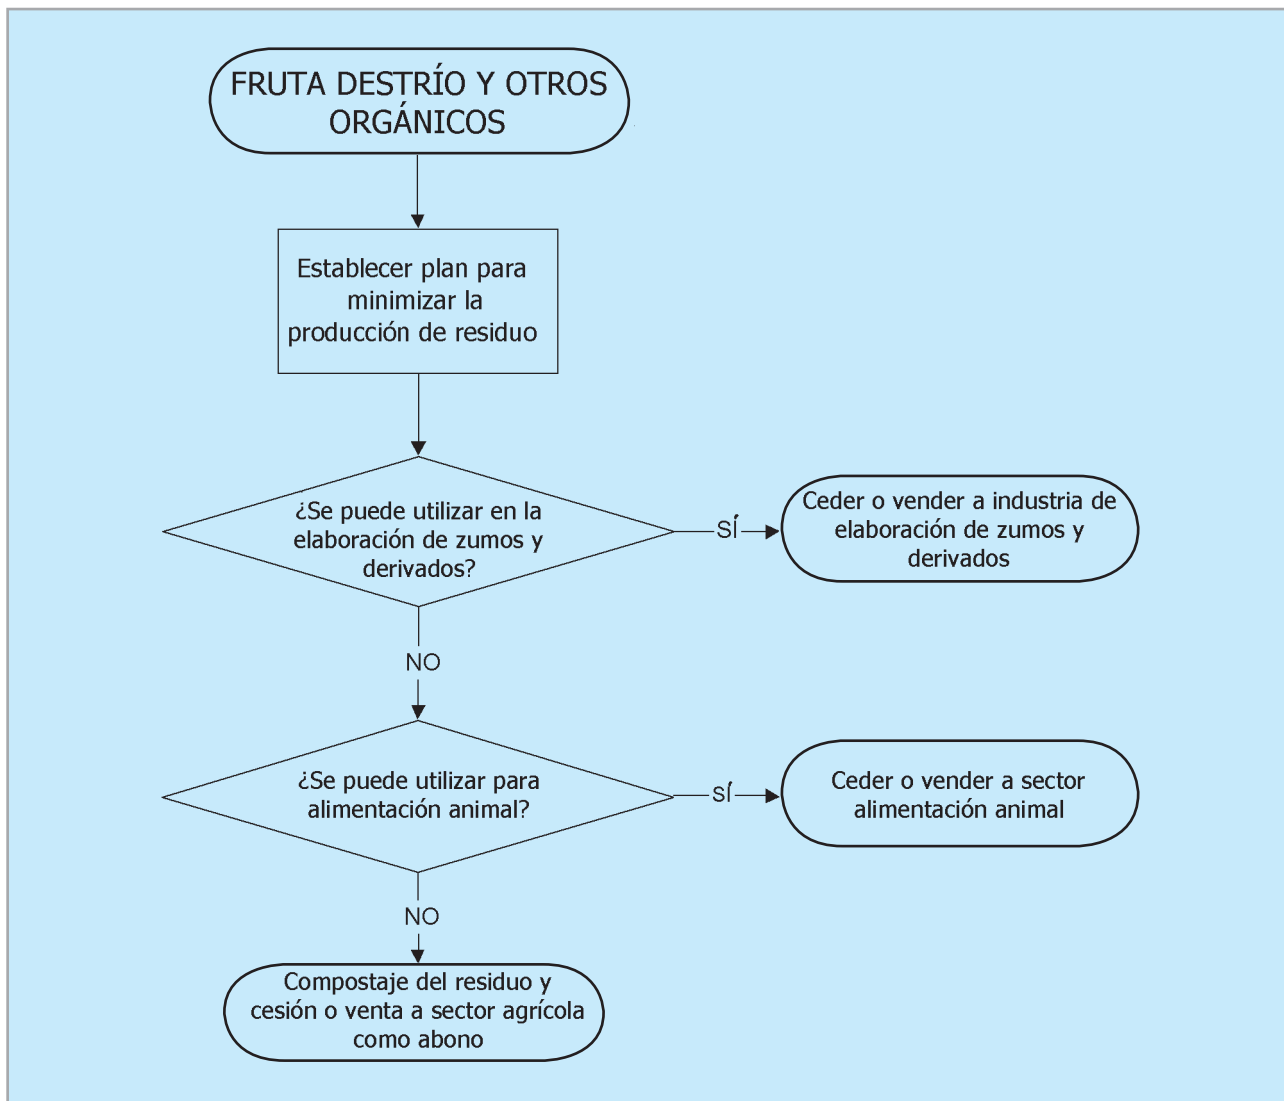 FRUTA DESTRÍO Y OTROS
ORGÁNICOS
Establecer plan para
minimizar la
producción de residuo
¿Se puede utilizar en la
elaboración de zumos y
derivados?
SÍ
Ceder o vender a industria de
elaboración de zumos y
derivados
NO
¿Se puede utilizar para
alimentación animal?
SÍ
Ceder o vender a sector
alimentación animal
NO
Compostaje del residuo y
cesión o venta a sector agrícola
como abono